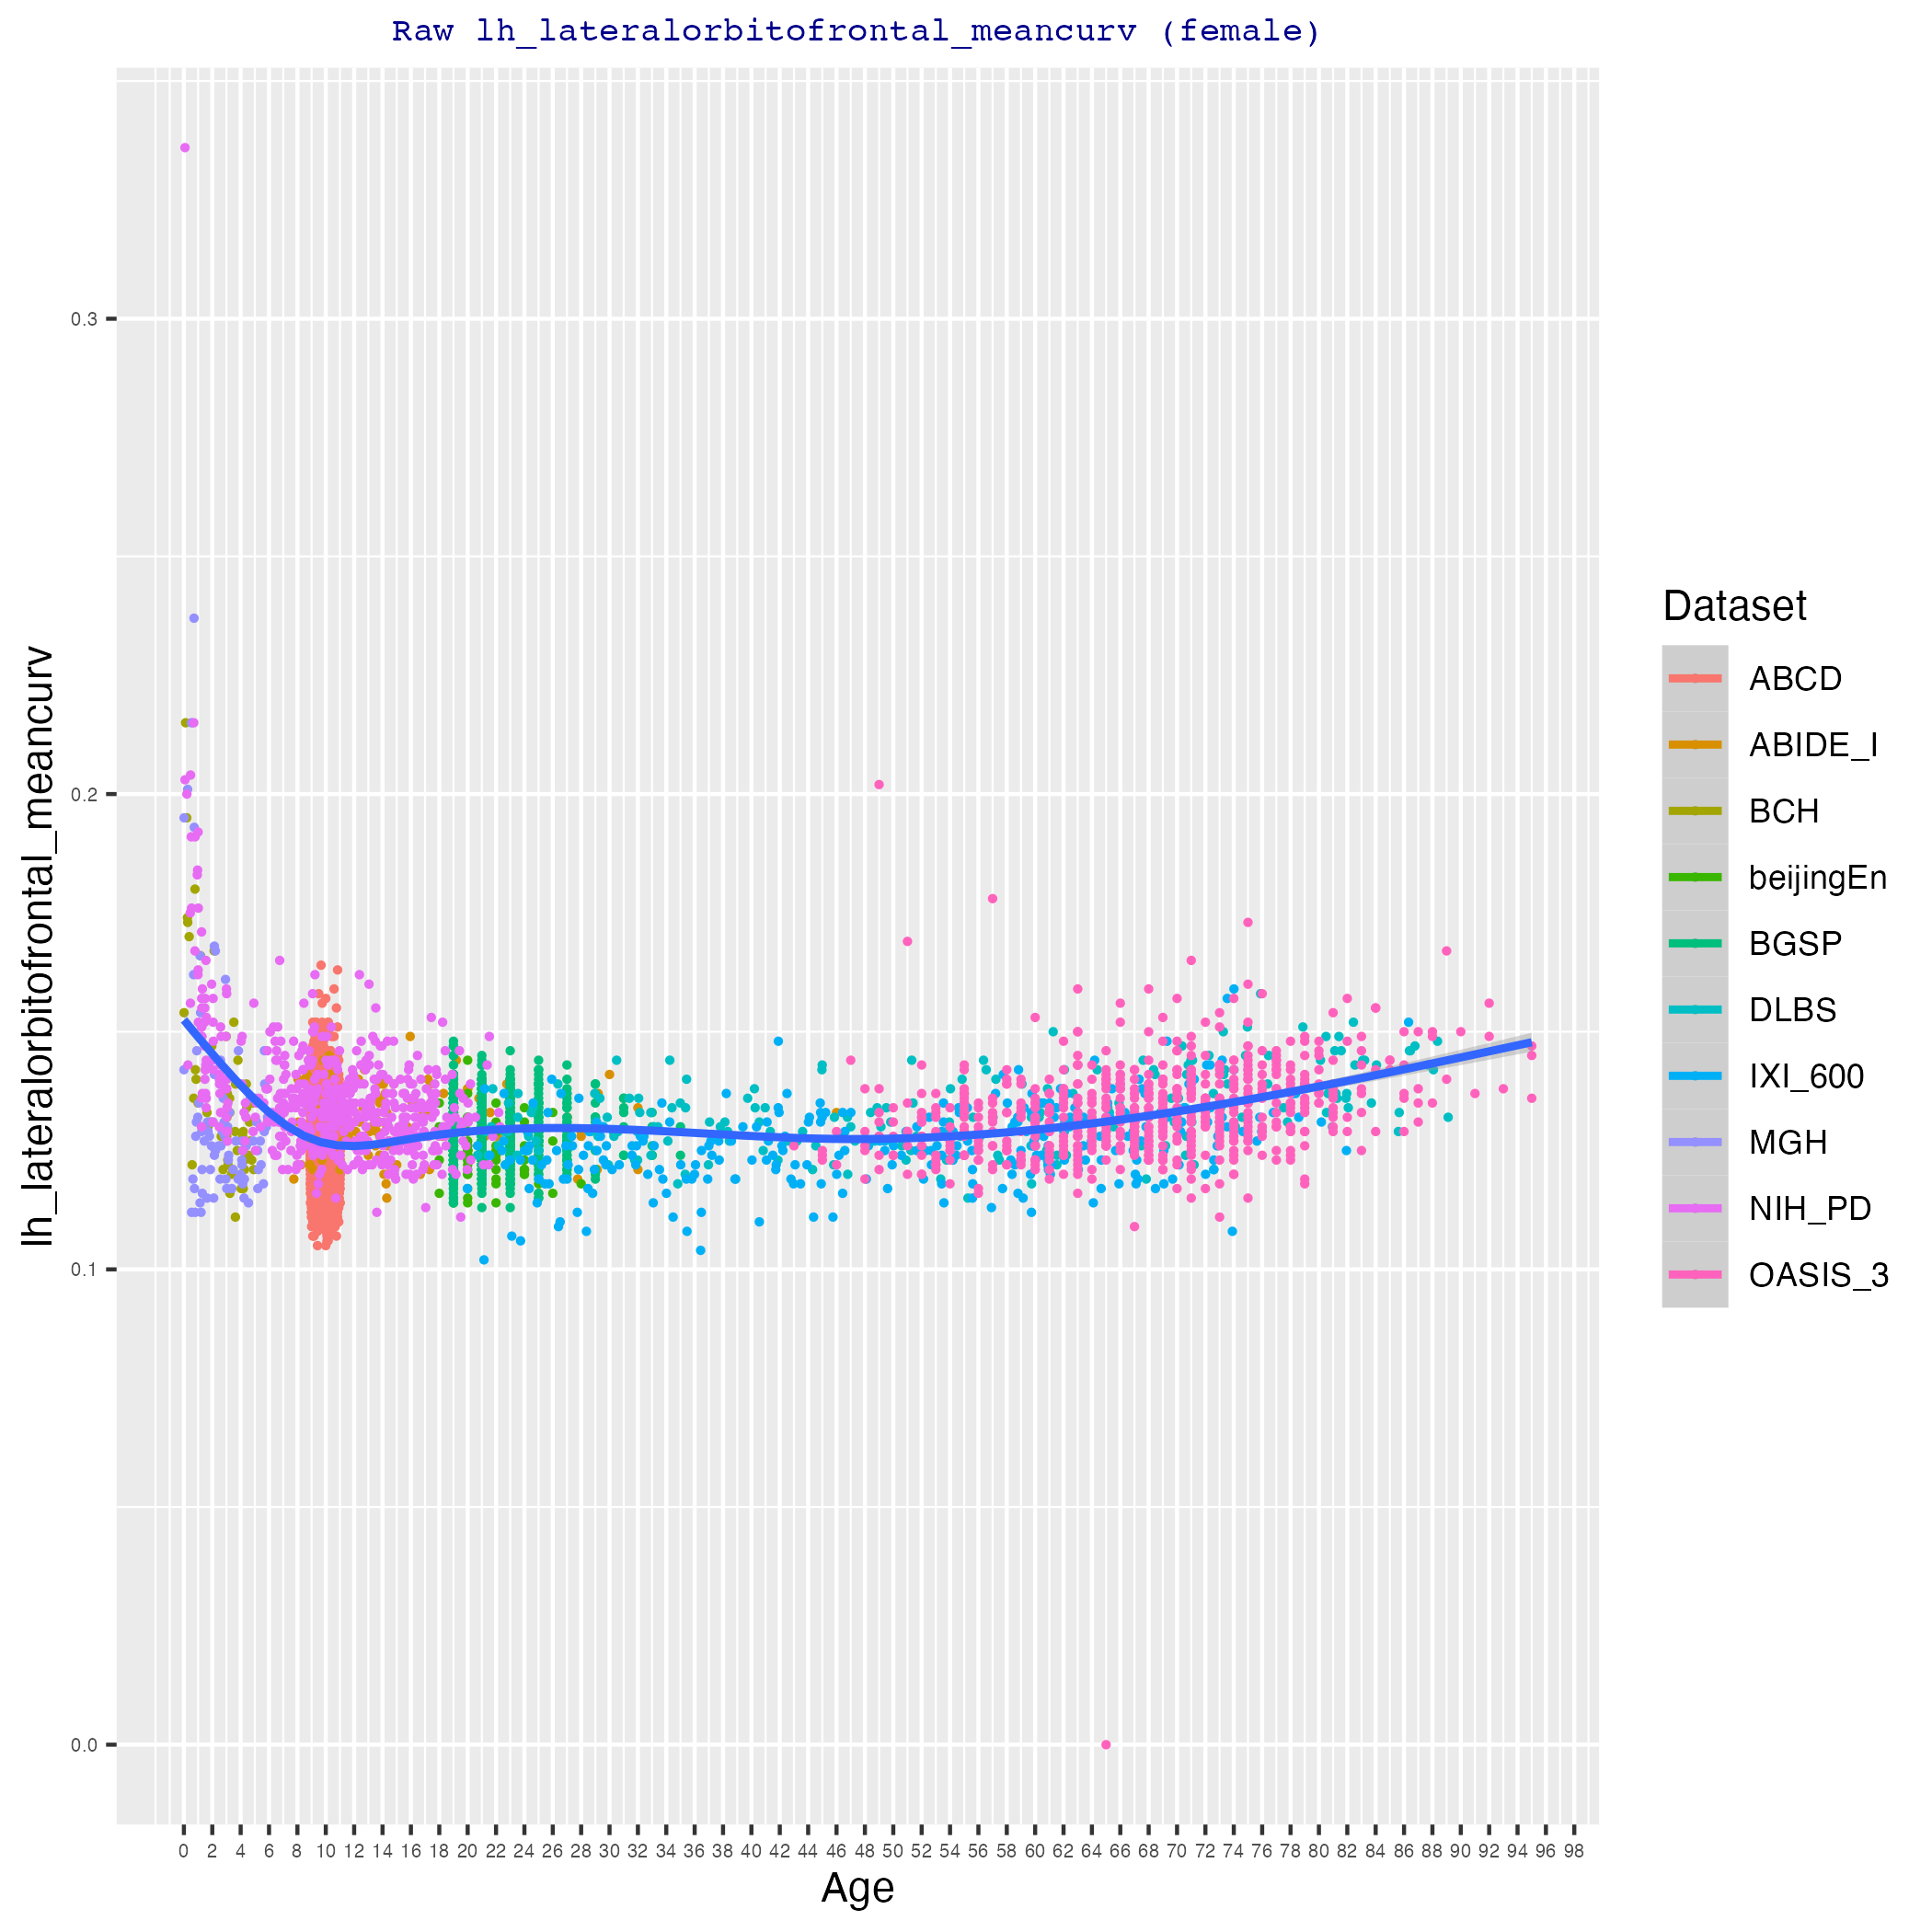 Raw lh_lateralorbitofrontal_meancurv (female)
lh_lateralorbitofrontal_meancurv
0.3
0.2
0.1
0.0
0 2 4 6 8 10 12 14 16 18 20 22 24 26 28 30 32 34 36 38 40 42 44 46 48 50 52 54 56 58 60 62 64 66 68 70 72 74 76 78 80 82 84 86 88 90 92 94 96 98
Age
Dataset
ABCD
ABIDE_I
BCH
beijingEn
BGSP
DLBS
IXI_600
MGH
NIH_PD
OASIS_3